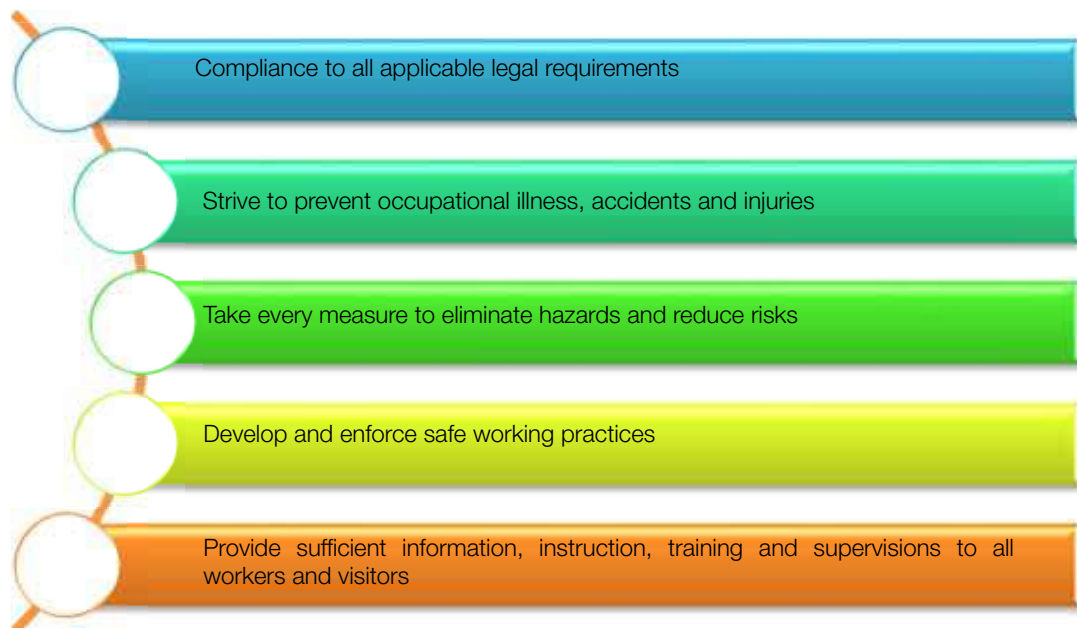 Compliance to all applicable legal requirements
Strive to prevent occupational illness, accidents and injuries
Take every measure to eliminate hazards and reduce risks
Develop and enforce safe working practices
Provide sufficient information, instruction, training and supervisions to all
workers and visitors